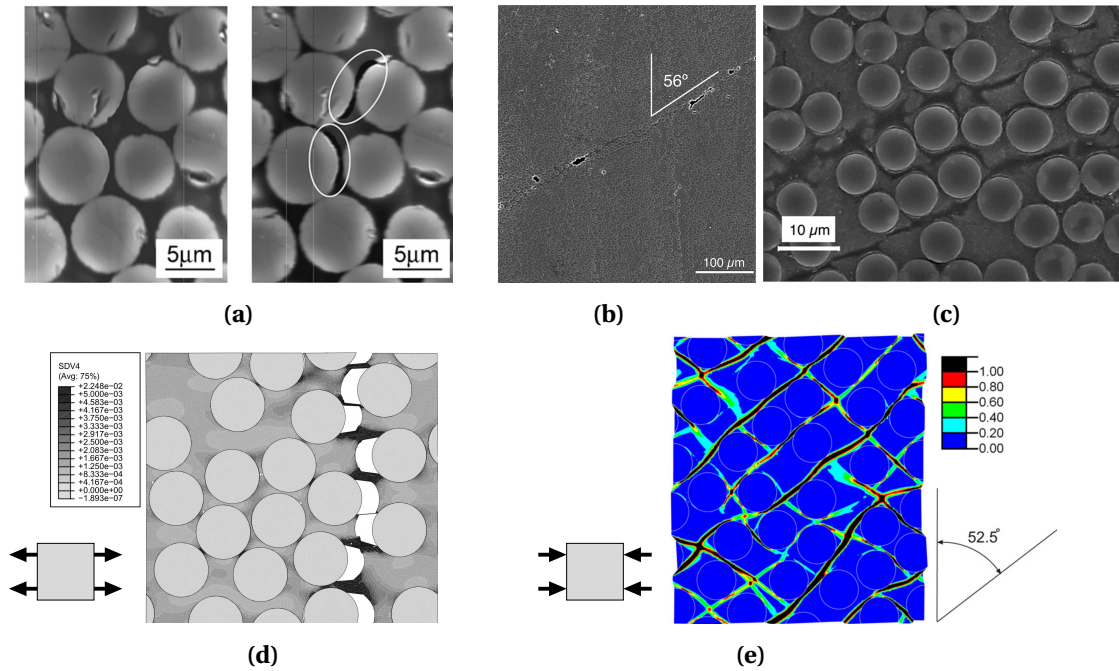 5µm
5µm
56º
100 µm
10 µm
(a)
(b)
(c)
SDV4
(Avg: 75%)
+2.248e−02
+5.000e−03
+4.583e−03
+4.167e−03
+3.750e−03
+3.333e−03
+2.917e−03
+2.500e−03
+2.083e−03
+1.667e−03
+1.250e−03
+8.333e−04
+4.167e−04
+0.000e+00
−1.893e−07
1.00
0.80
0.60
0.40
0.20
0.00
52.5º
(d)
(e)